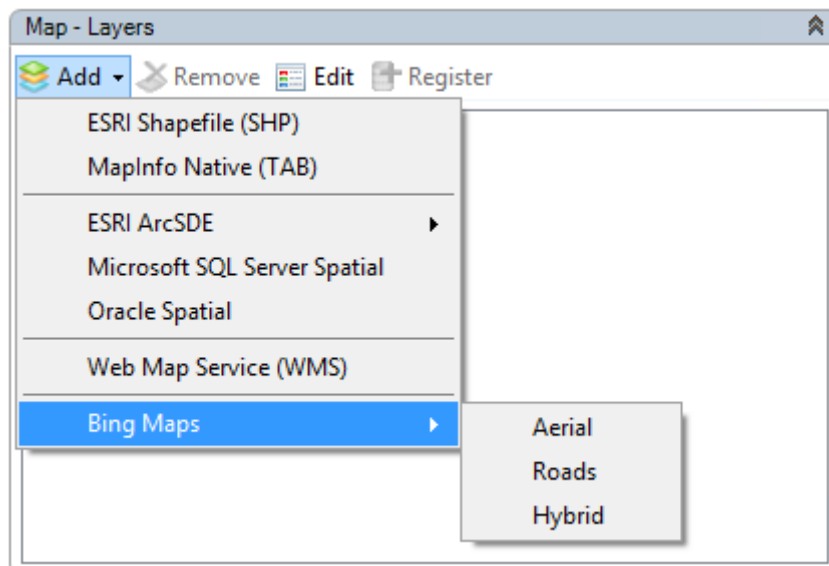 Map - Layers
Add Remove Edit Register
ESRI Shapefile (SHP)
MapInfo Native (TAB)
ESRI ArcSDE
Microsoft SQL Server Spatial
Oracle Spatial
Web Map Service (WMS)
Bing Maps
Aerial
Roads
Hybrid